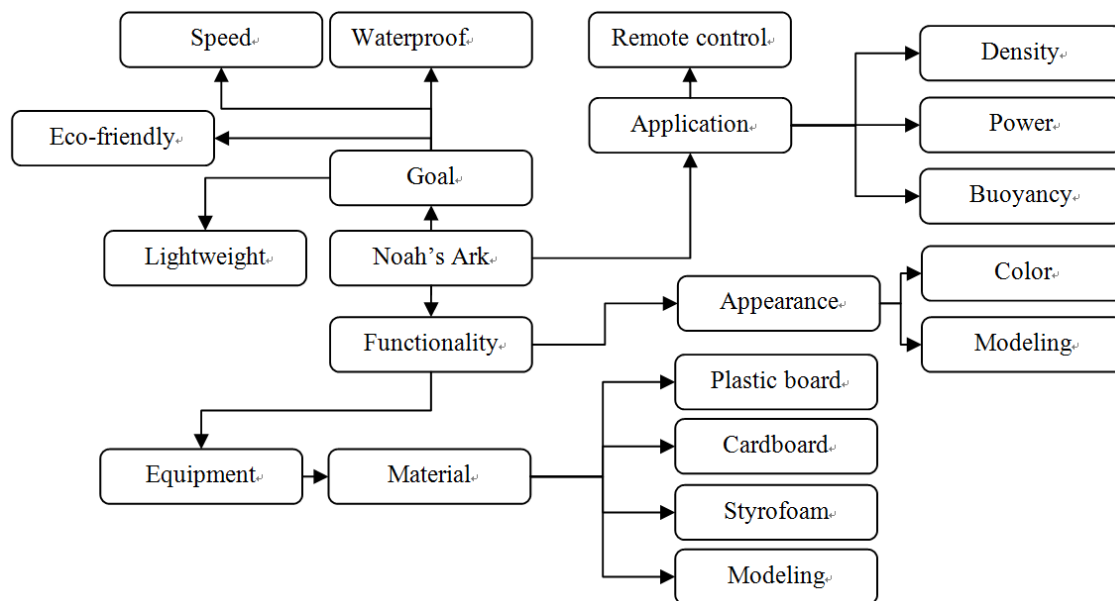 Speed
Waterproof
Remote control
Density
Eco-friendly
Application
Power
Goal
Buoyancy
Lightweight
Noah’s Ark
Color
Appearance
Functionality
Modeling
Plastic board
Cardboard
Equipment
Material
Styrofoam
Modeling